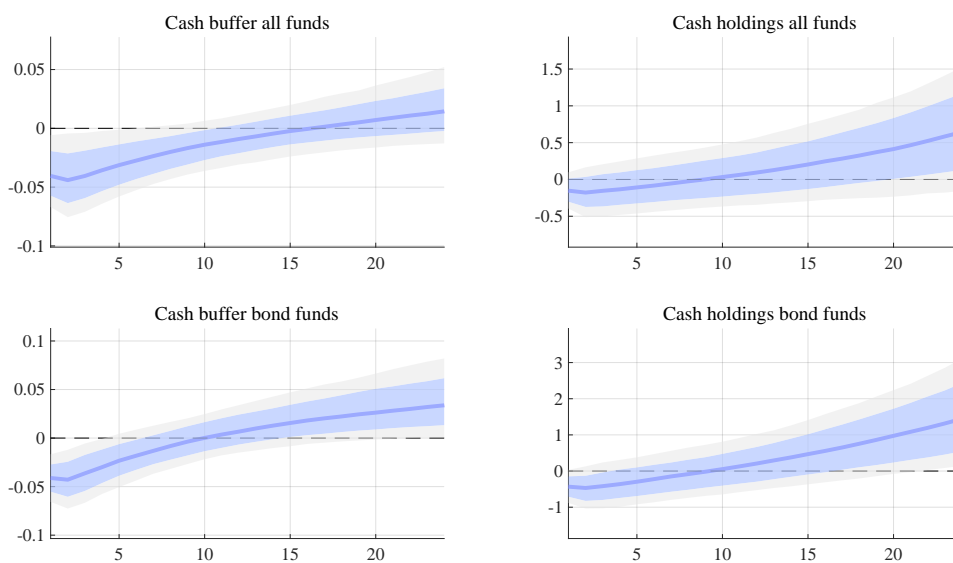 Cash buffer all funds
0.05
0
-0.05
-0.1
5 10 15 20
Cash holdings all funds
1.5
1
0.5
0
-0.5
5 10 15 20
Cash buffer bond funds
0.1
0.05
0
-0.05
-0.1
5 10 15 20
Cash holdings bond funds
3
2
1
0
-1
5 10 15 20